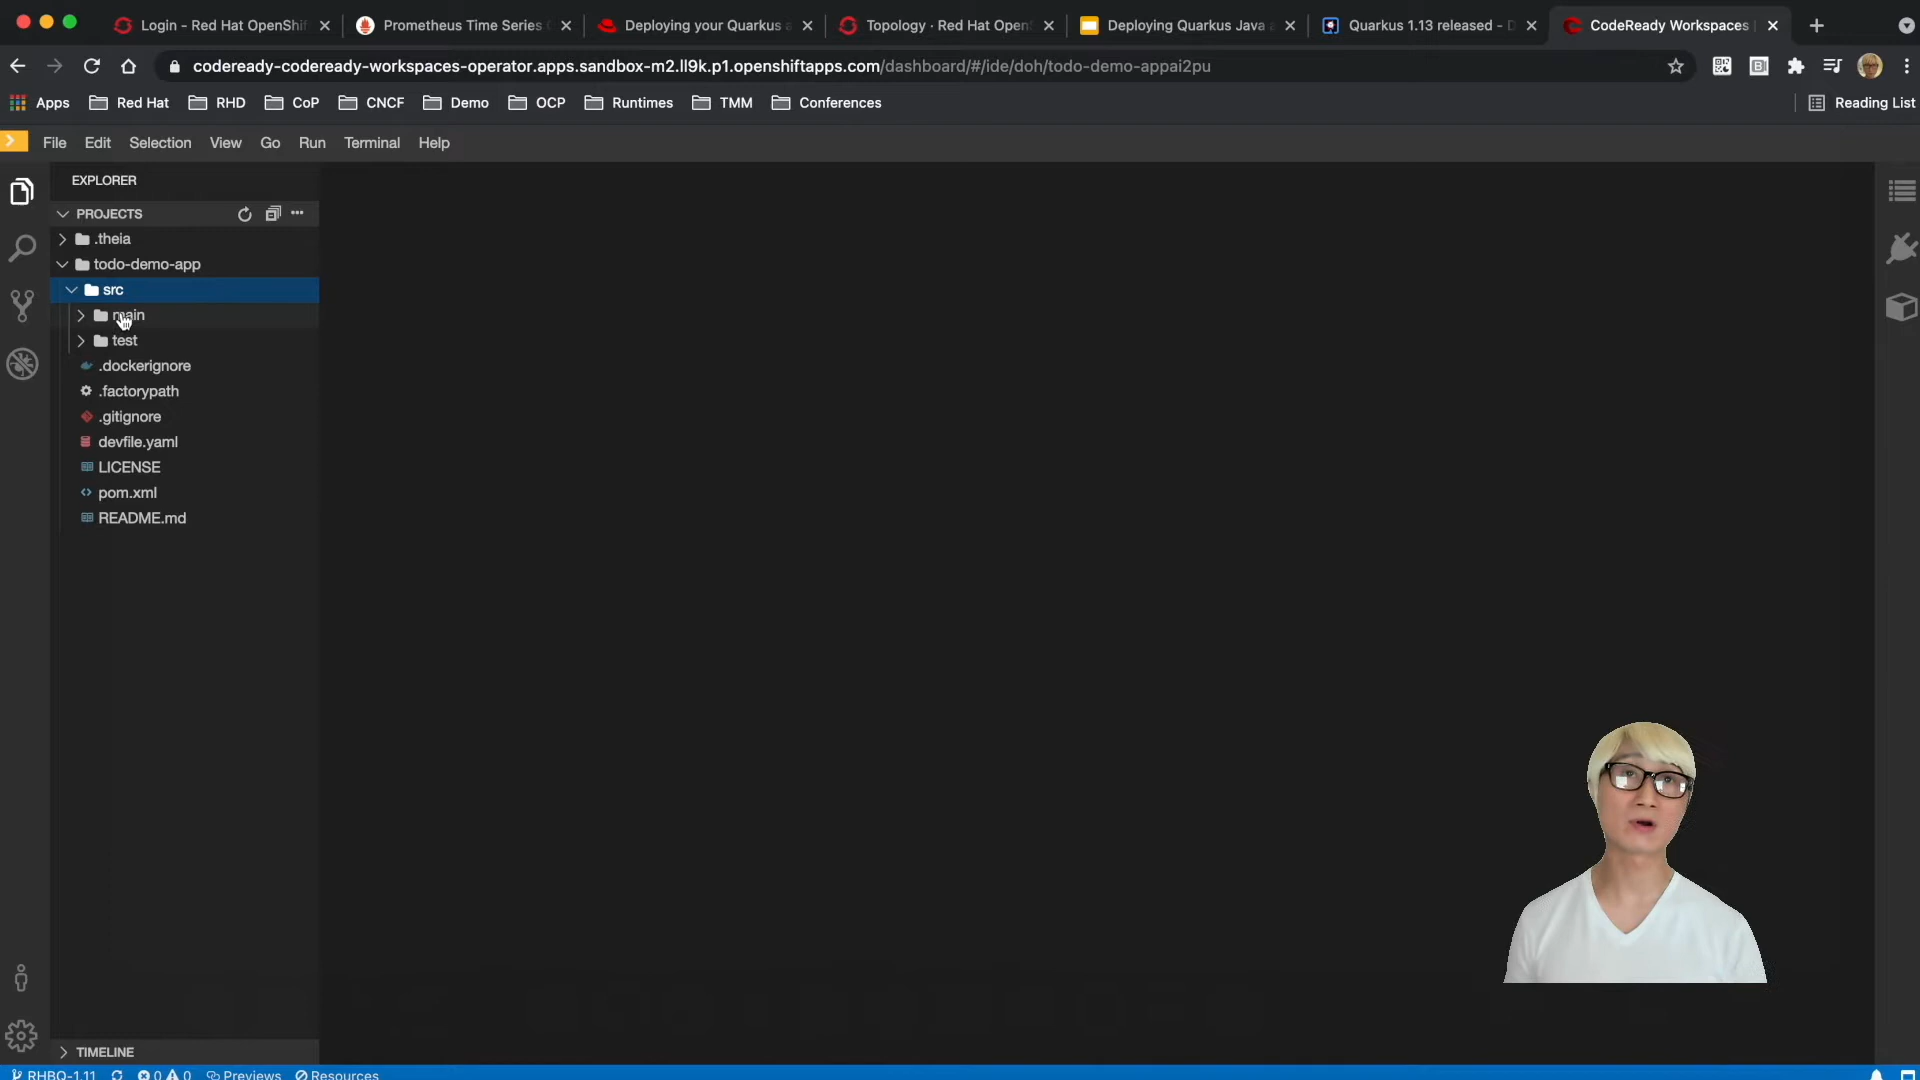 Login - Red Hat OpenShif
Prometheus Time Series
Deploying your Quarkus a
Topology · Red Hat Open
Deploying Quarkus Java a
Quarkus 1.13 released - D
CodeReady Workspaces
codeready-codeready-workspaces-operator.apps.sandbox-m2.ll9k.p1.openshiftapps.com/dashboard/#/ide/doh/todo-demo-appai2pu
Apps
Red Hat
RHD
CoP
CNCF
Demo
OCP
Runtimes
TMM
Conferences
Reading List
File
Edit
Selection
View
Go
Run
Terminal
Help
EXPLORER
PROJECTS
.theia
todo-demo-app
src
main
test
.dockerignore
.factorypath
.gitignore
devfile.yaml
LICENSE
pom.xml
README.md
TIMELINE
RHBQ-1.11
0
0
Previews
Resources